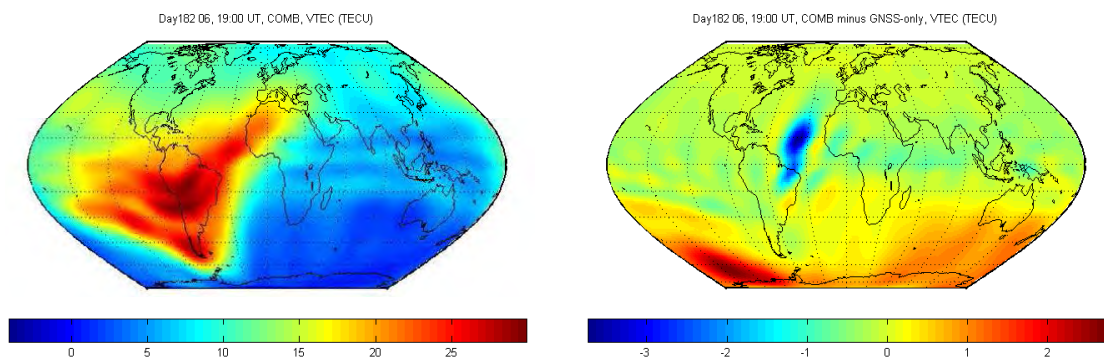 Day182 06, 19:00 UT, COMB, VTEC (TECU)
0 5 10 15 20 25
Day182 06, 19:00 UT, COMB minus GNSS-only, VTEC (TECU)
-3 -2 -1 0 1 2